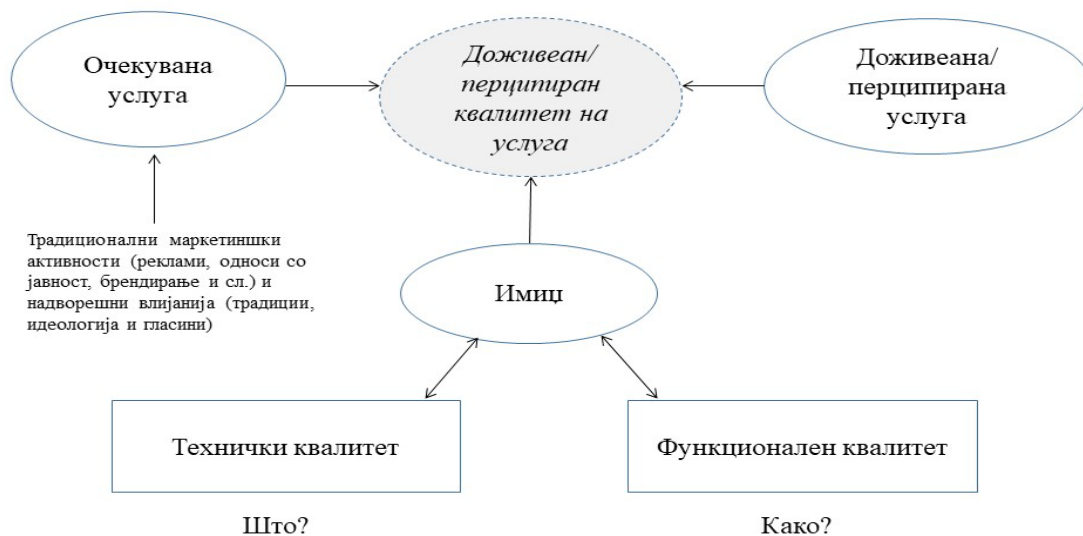 Очекувана
услуга
Доживеан/
перципиран
квалитет на
услуга
Доживеана/
перципирана
услуга
Традиционални маркетиншки
активности (реклами, односи со
јавност, брендирање и сл.) и
надворешни влијанија (традиции,
идеологија и гласини)
Имиџ
Технички квалитет
Функционален квалитет
Што?
Како?